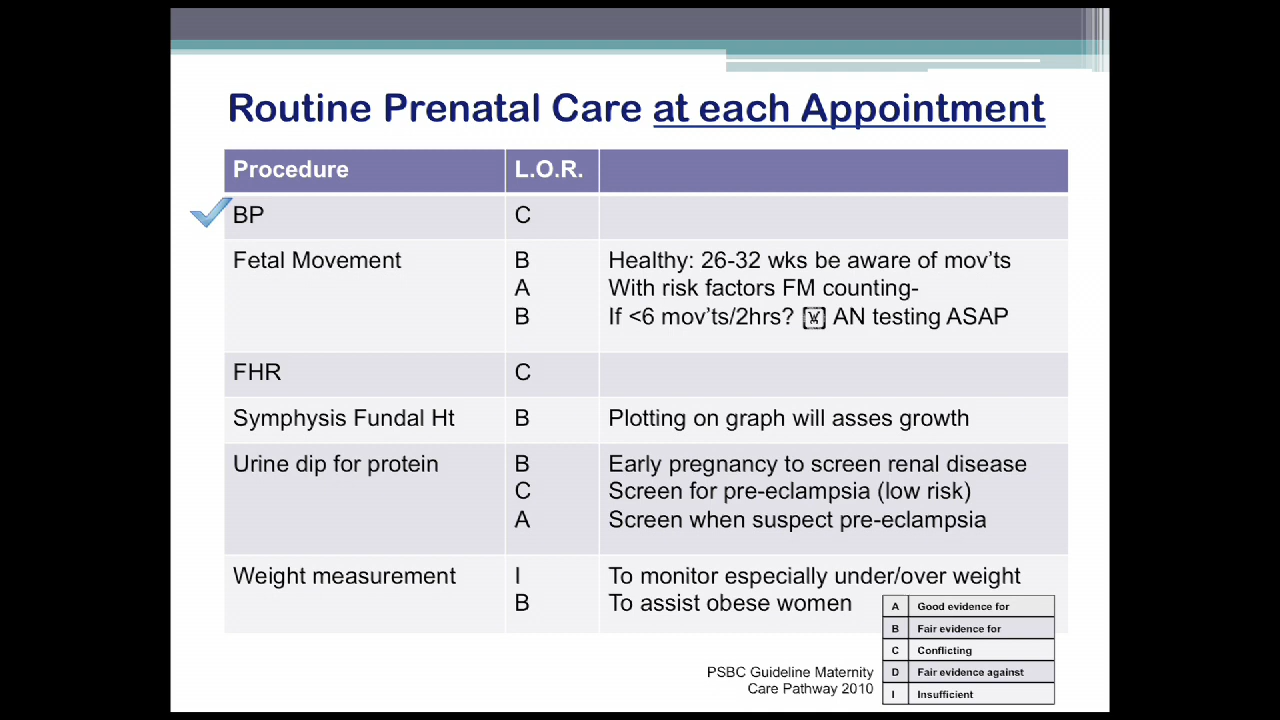 Routine Prenatal Care at each Appointment
Procedure L.O.R.
BP C
Fetal Movement B Healthy: 26-32 wks be aware of mov'ts
A With risk factors FM counting-
B If <6 mov'ts/2hrs? AN testing ASAP
FHR C
Symphysis Fundal Ht B Plotting on graph will asses growth
Urine dip for protein B Early pregnancy to screen renal disease
C Screen for pre-eclampsia (low risk)
A Screen when suspect pre-eclampsia
Weight measurement I To monitor especially under/over weight
B To assist obese women
A Good evidence for
B Fair evidence for
C Conflicting
D Fair evidence against
I Insufficient
PSBC Guideline Maternity
Care Pathway 2010